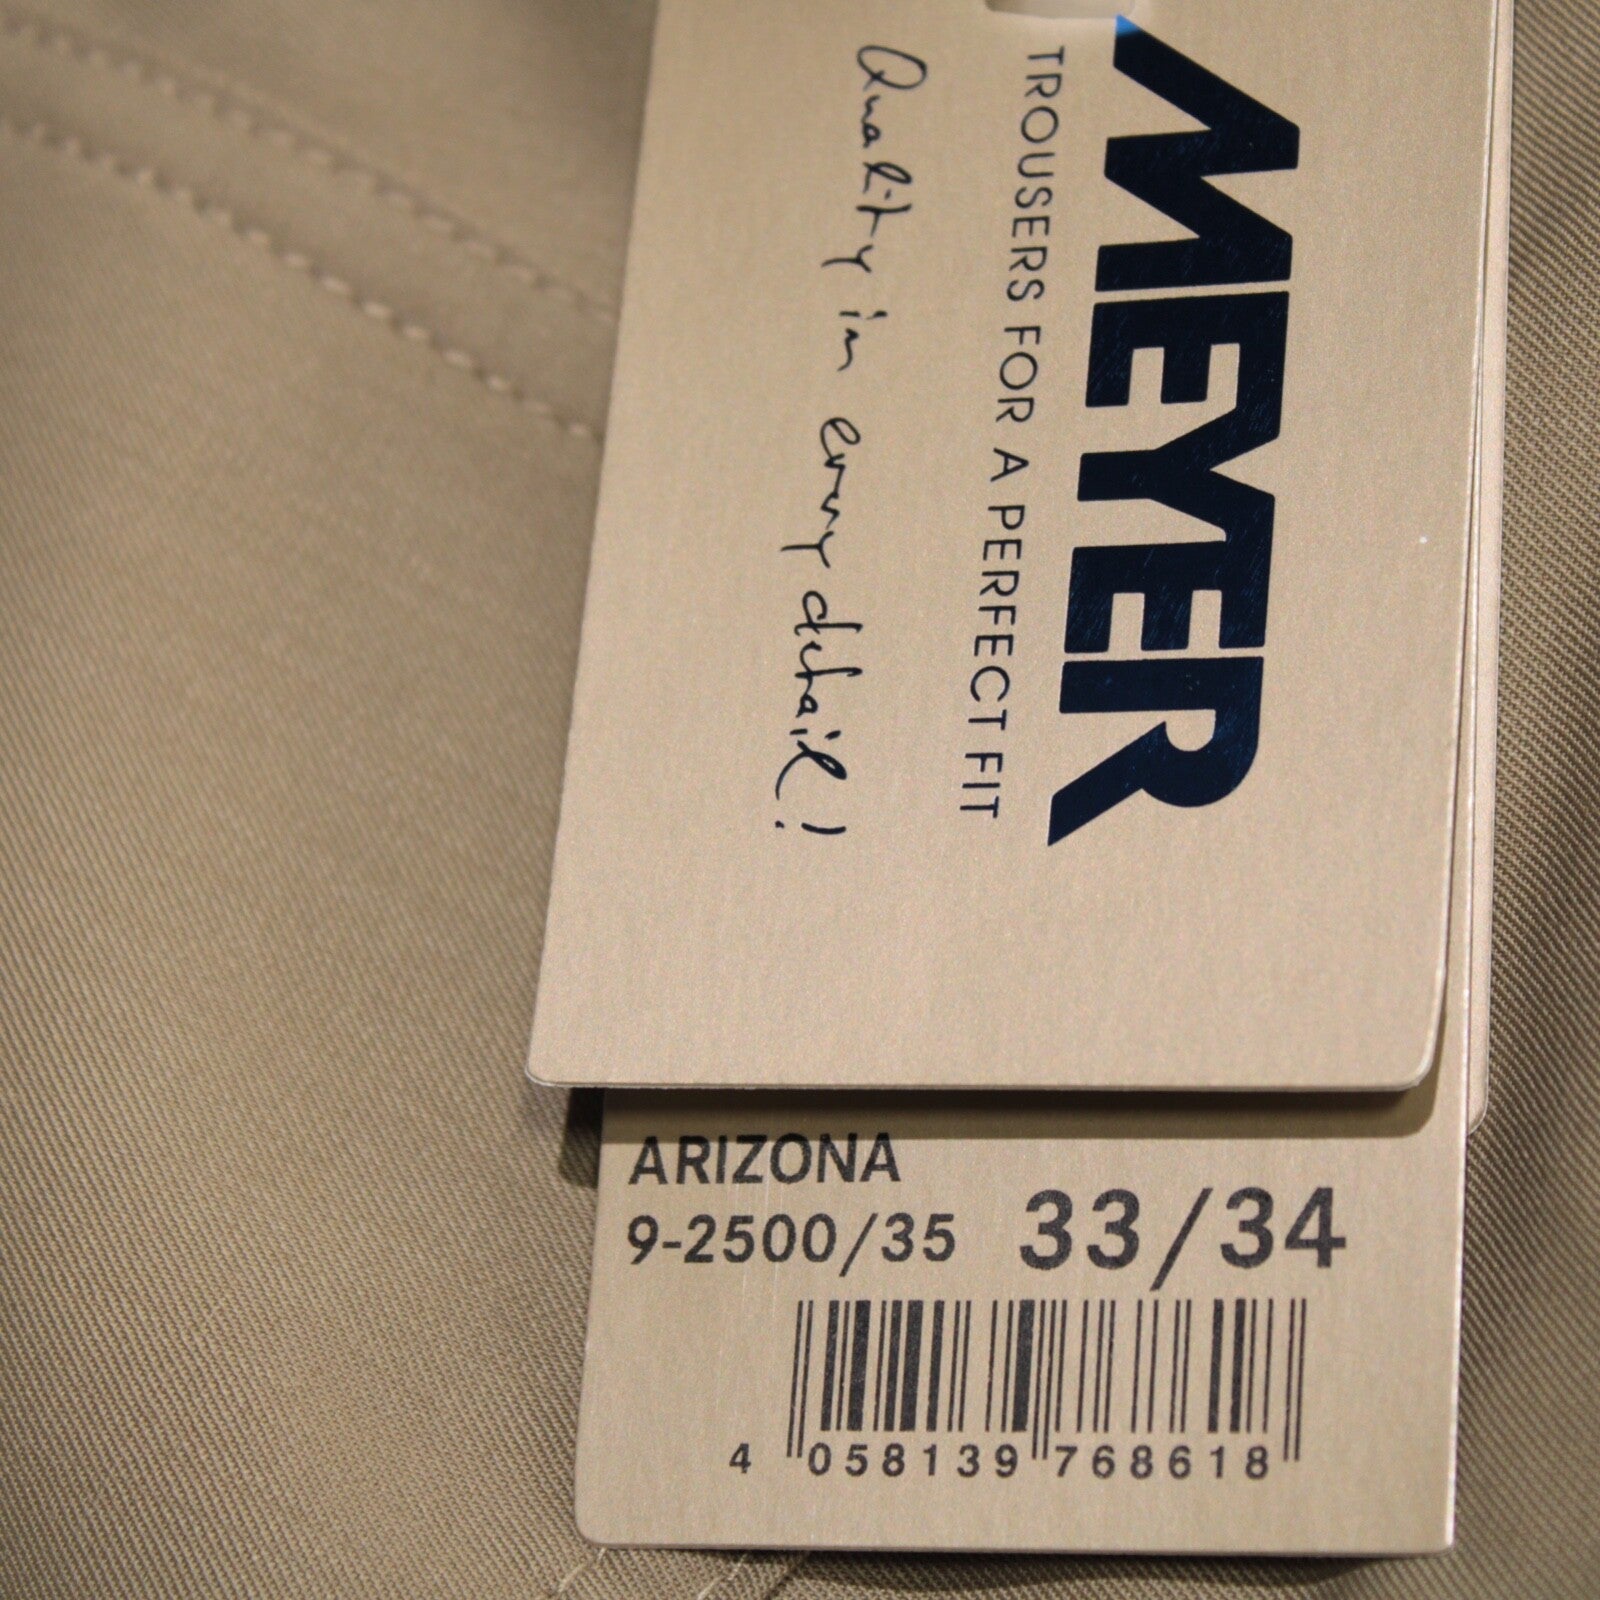 MEYER
TROUSERS FOR A PERFECT FIT
Quality in every detail!
ARIZONA
9-2500/35 33/34
4 058139 768618